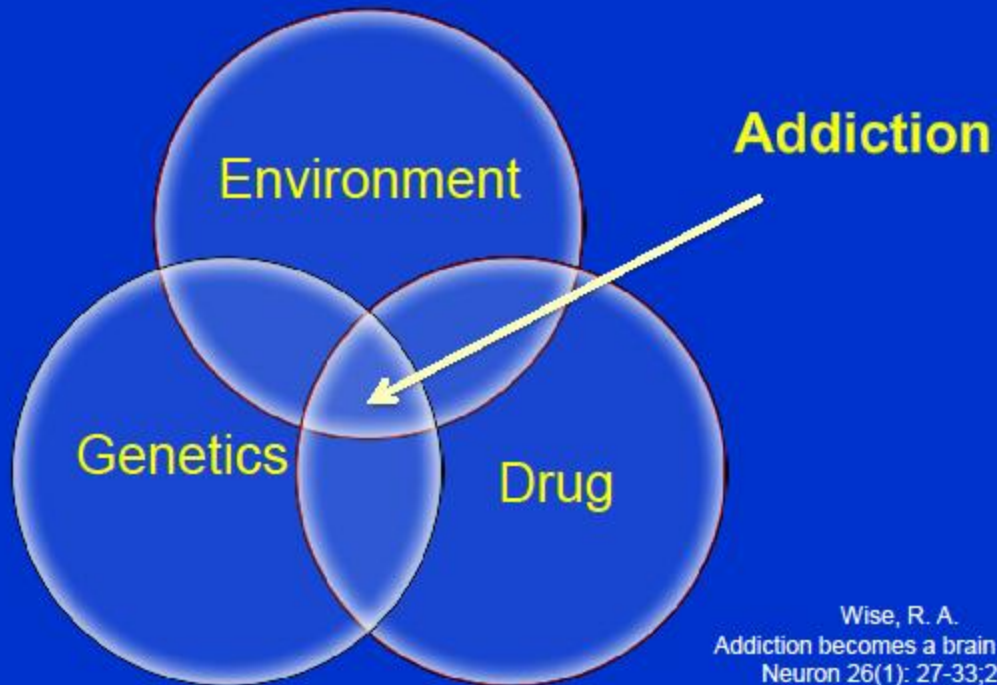 Environment
Addiction
Genetics
Drug
Wise, R. A.
Addiction becomes a brain
Neuron 26(1): 27-33;2